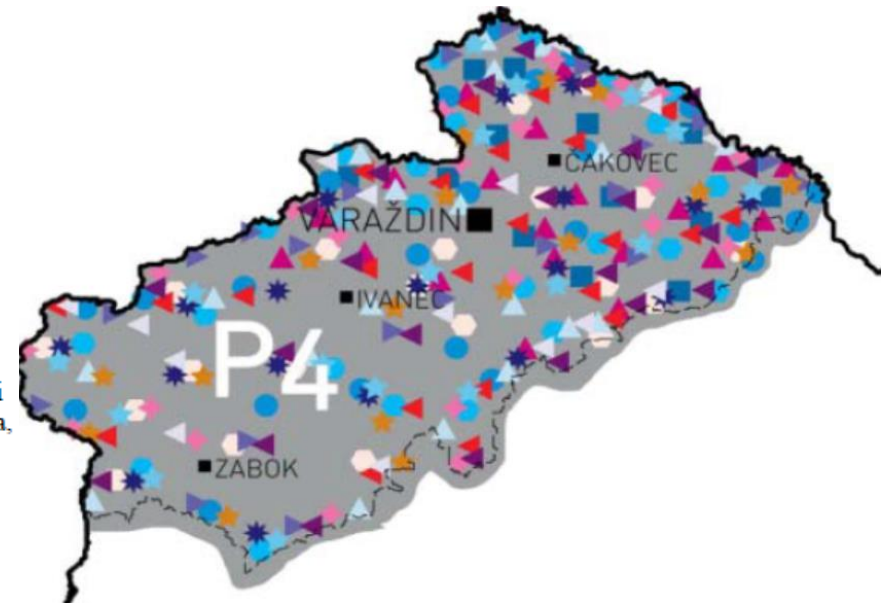 ČAKOVEC
VARAŽDIN
IVANEC
P4
a,
ZABOK